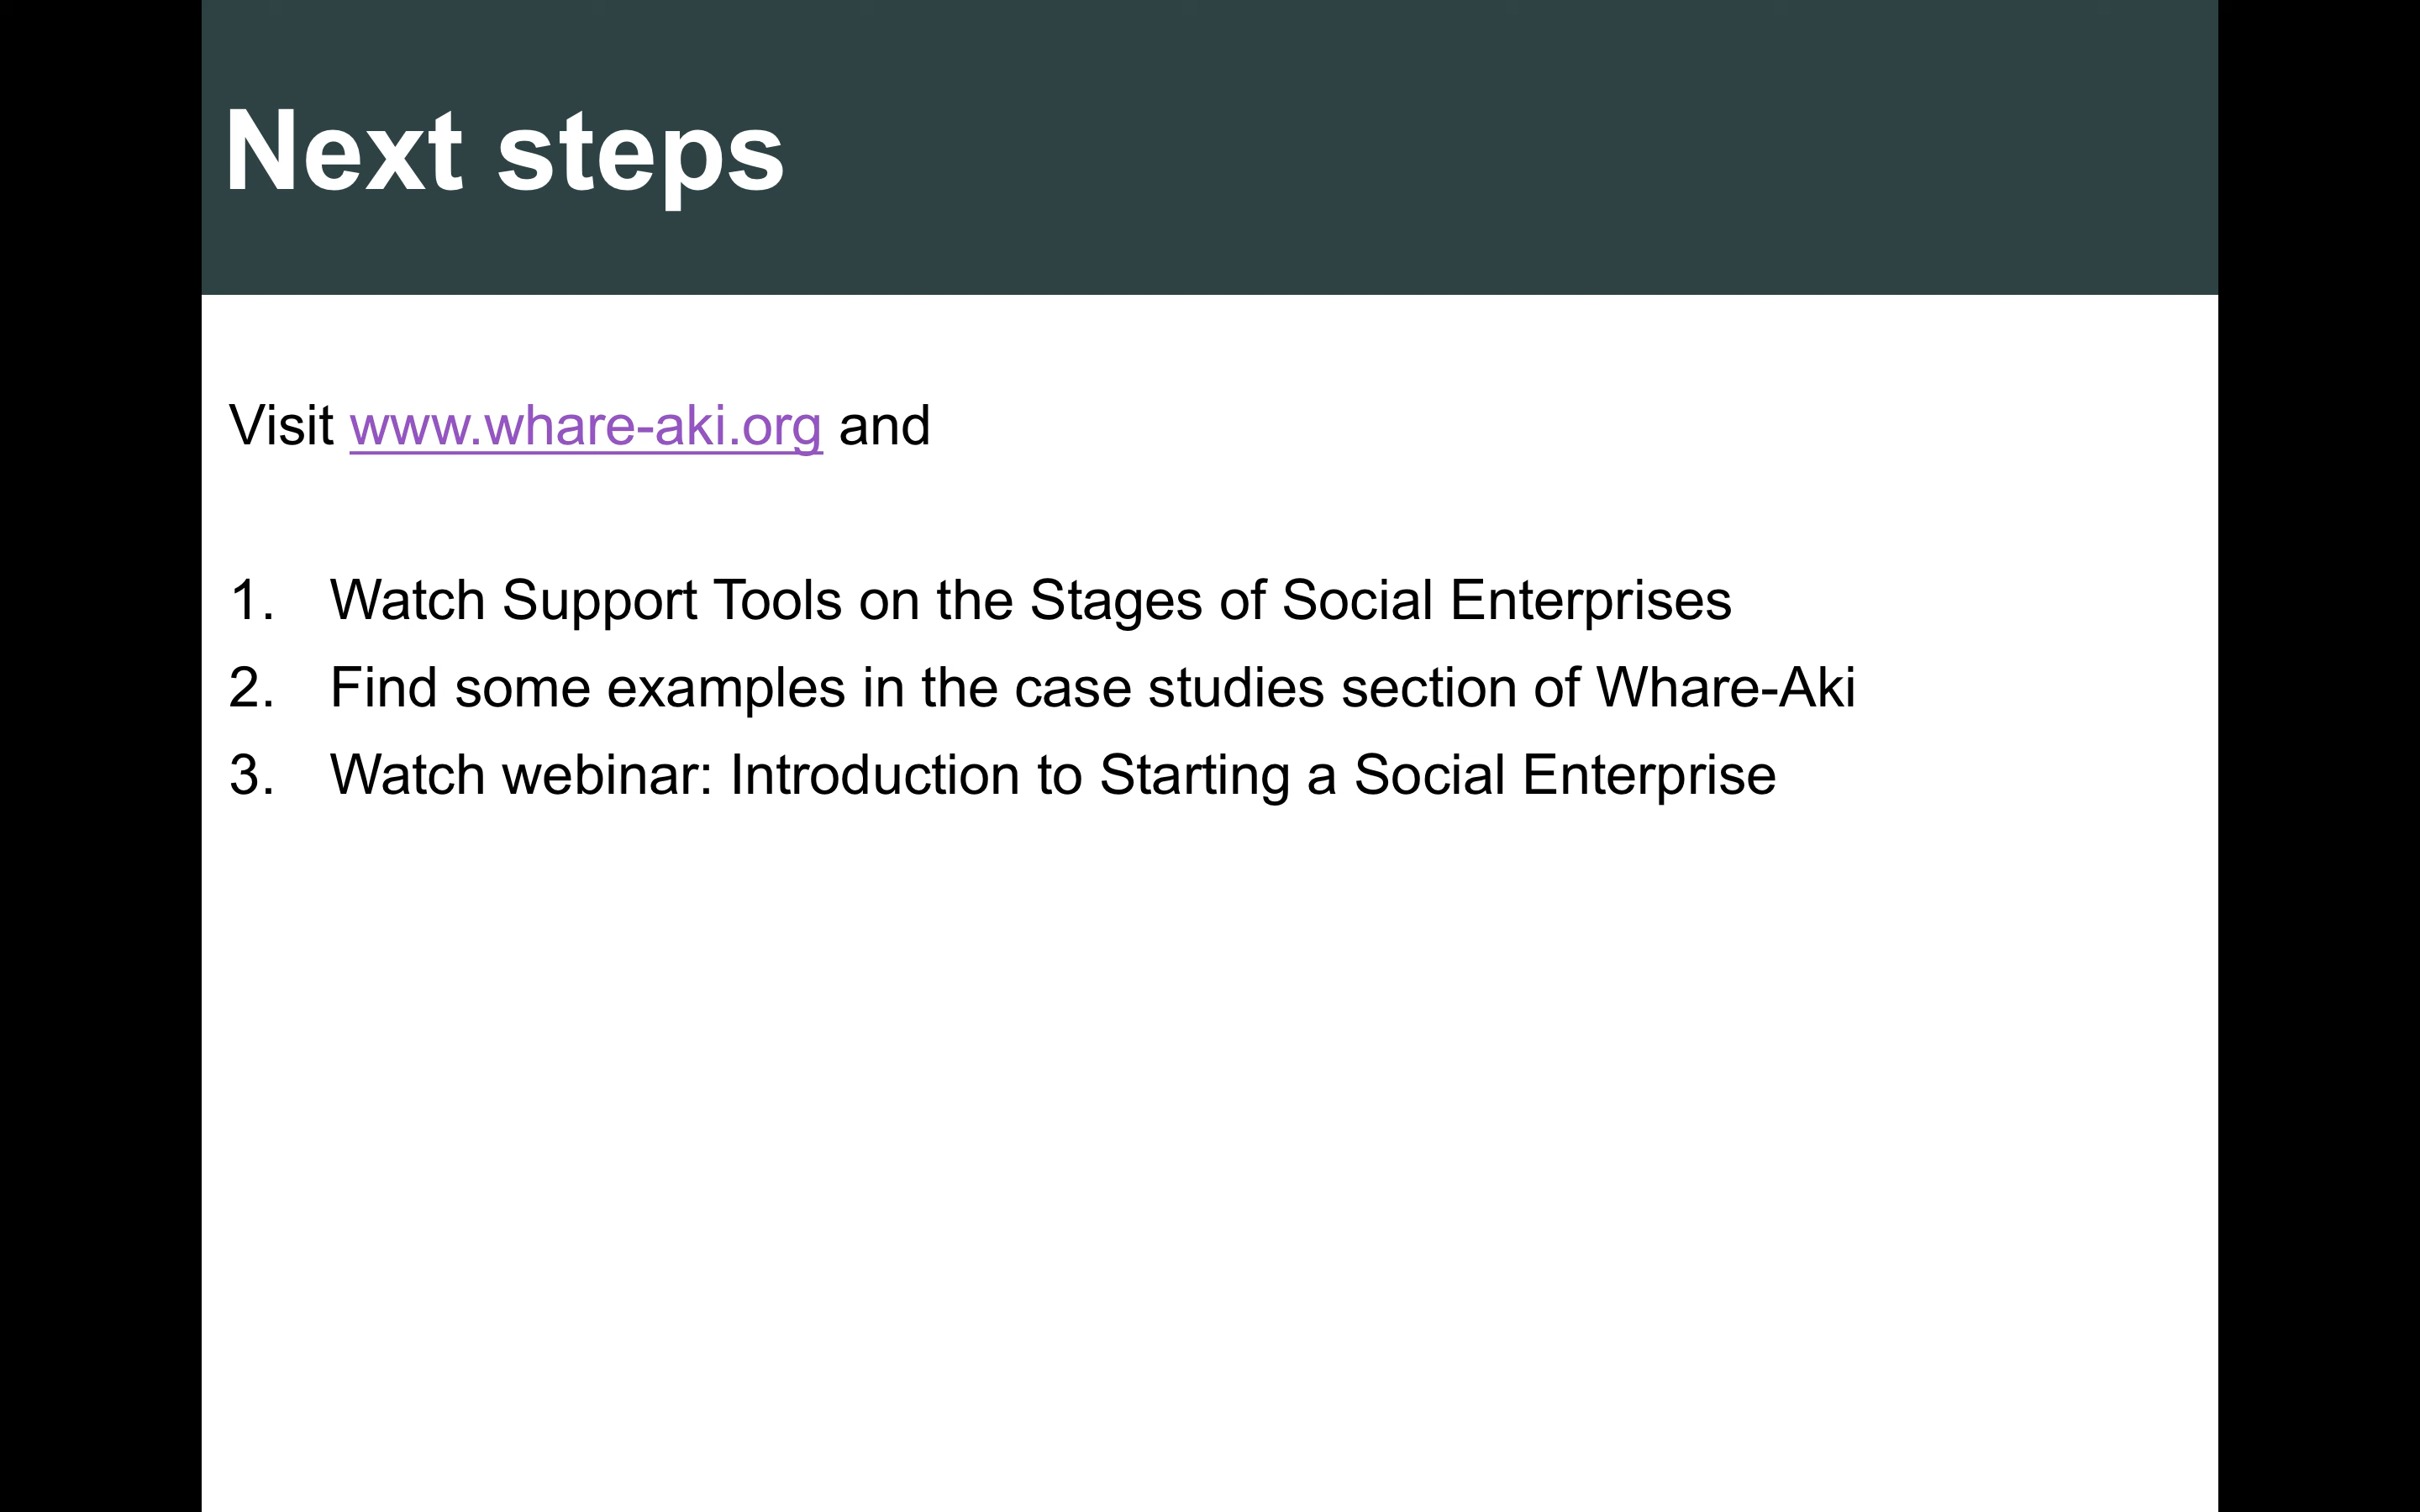 Next steps
Visit www.whare-aki.org and
1. Watch Support Tools on the Stages of Social Enterprises
2. Find some examples in the case studies section of Whare-Aki
3. Watch webinar: Introduction to Starting a Social Enterprise